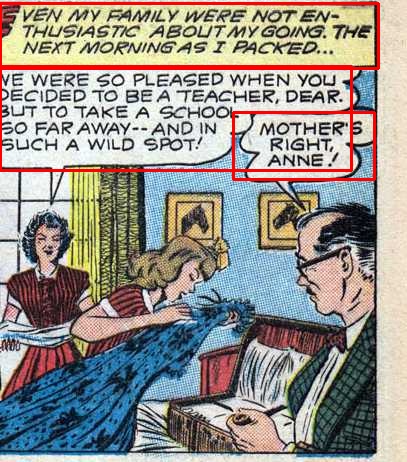 EVEN MY FAMILY WERE NOT EN-
THUSIASTIC ABOUT MY GOING. THE
NEXT MORNING AS I PACKED...
WE WERE SO PLEASED WHEN YOU
DECIDED TO BE A TEACHER, DEAR.
BUT TO TAKE A SCHOOL
SO FAR AWAY--AND IN
SUCH A WILD SPOT!
MOTHER'S
RIGHT,
ANNE!